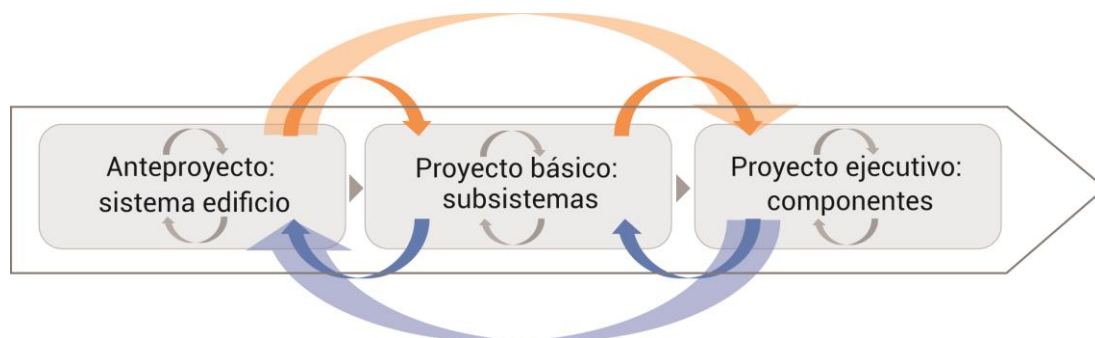 Anteproyecto:
sistema edificio
Proyecto básico:
subsistemas
Proyecto ejecutivo:
componentes